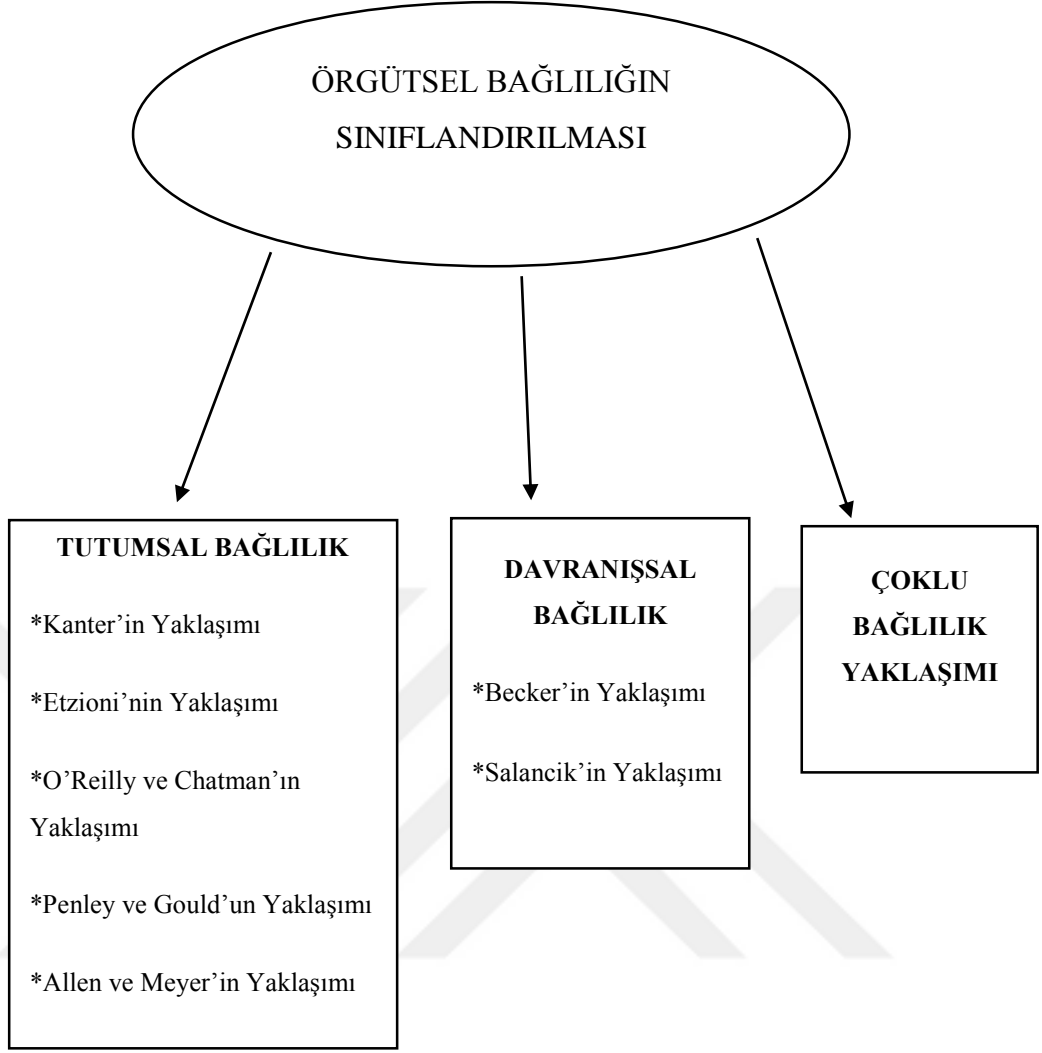 ÖRGÜTSEL BAĞLILIĞIN
SINIFLANDIRILMASI
TUTUMSAL BAĞLILIK
*Kanter’in Yaklaşımı
*Etzioni’nin Yaklaşımı
*O’Reilly ve Chatman’ın
Yaklaşımı
*Penley ve Gould’un Yaklaşımı
*Allen ve Meyer’in Yaklaşımı
DAVRANIŞSAL
BAĞLILIK
*Becker’in Yaklaşımı
*Salancik’in Yaklaşımı
ÇOKLU
BAĞLILIK
YAKLAŞIMI